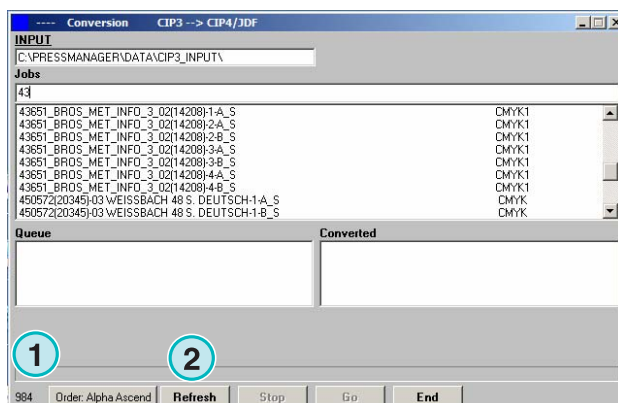 ---- Conversion CIP3 --> CIP4/JDF
INPUT
C:\PRESSMANAGER\DATA\CIP3_INPUT\
Jobs
43
43651_BROS_MET_INFO_3_02(14208)-1-A_S CMYK1
43651_BROS_MET_INFO_3_02(14208)-2-A_S CMYK1
43651_BROS_MET_INFO_3_02(14208)-2-B_S CMYK1
43651_BROS_MET_INFO_3_02(14208)-3-A_S CMYK1
43651_BROS_MET_INFO_3_02(14208)-3-B_S CMYK1
43651_BROS_MET_INFO_3_02(14208)-4-A_S CMYK1
43651_BROS_MET_INFO_3_02(14208)-4-B_S CMYK1
450572(20345)-03 WEISSBACH 48 S. DEUTSCH-1-A_S CMYK
450572(20345)-03 WEISSBACH 48 S. DEUTSCH-1-B_S CMYK
Queue Converted
1 2
984 Order: Alpha Ascend Refresh Stop Go End